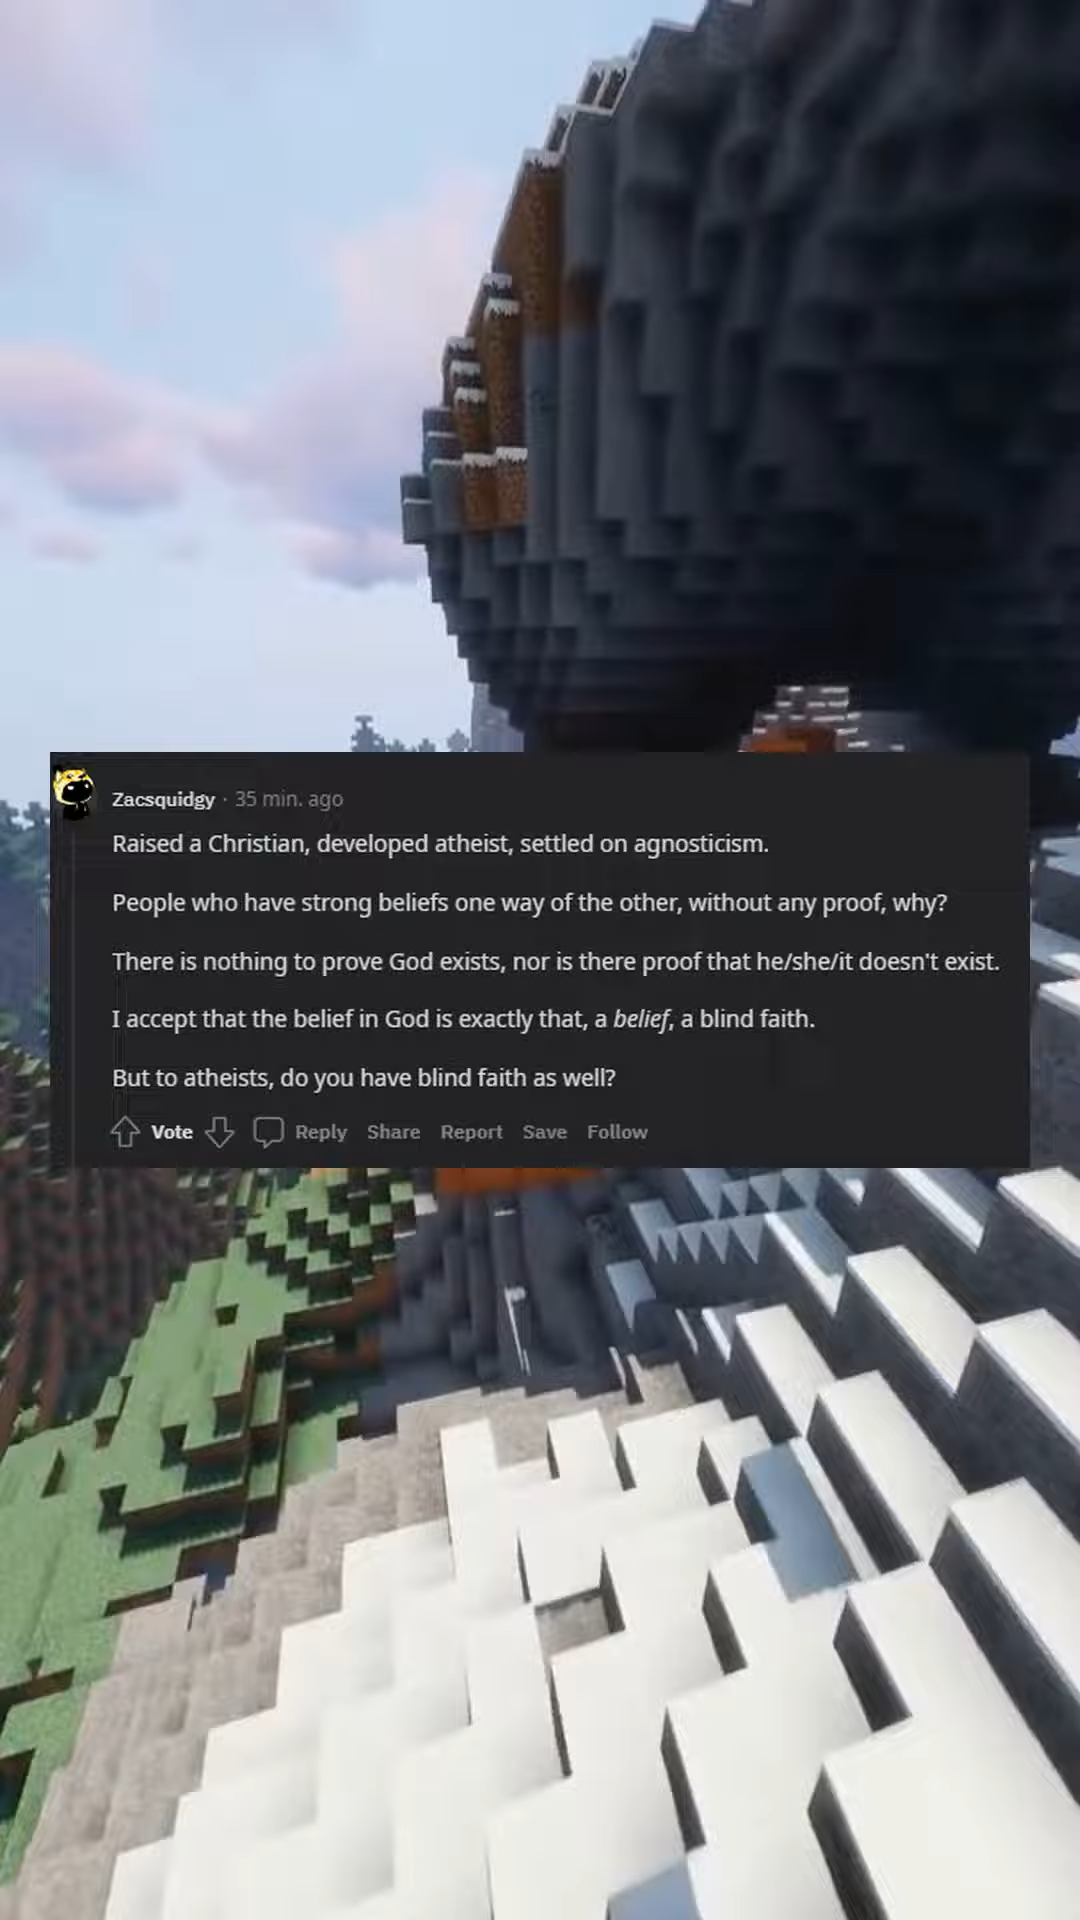 Zacsquidgy · 35 min. ago
Raised a Christian, developed atheist, settled on agnosticism.
People who have strong beliefs one way of the other, without any proof, why?
There is nothing to prove God exists, nor is there proof that he/she/it doesn't exist.
I accept that the belief in God is exactly that, a belief, a blind faith.
But to atheists, do you have blind faith as well?
Vote Reply Share Report Save Follow